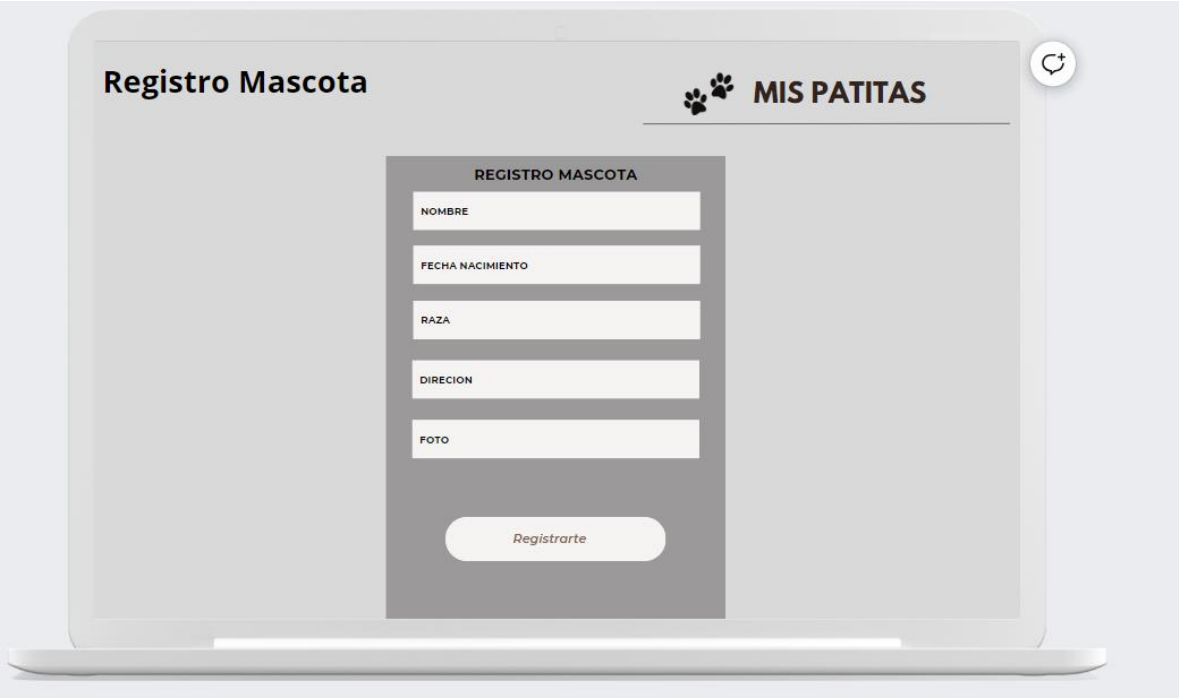 Registro Mascota
MIS PATITAS
REGISTRO MASCOTA
NOMBRE
FECHA NACIMIENTO
RAZA
DIRECION
FOTO
Registrarte